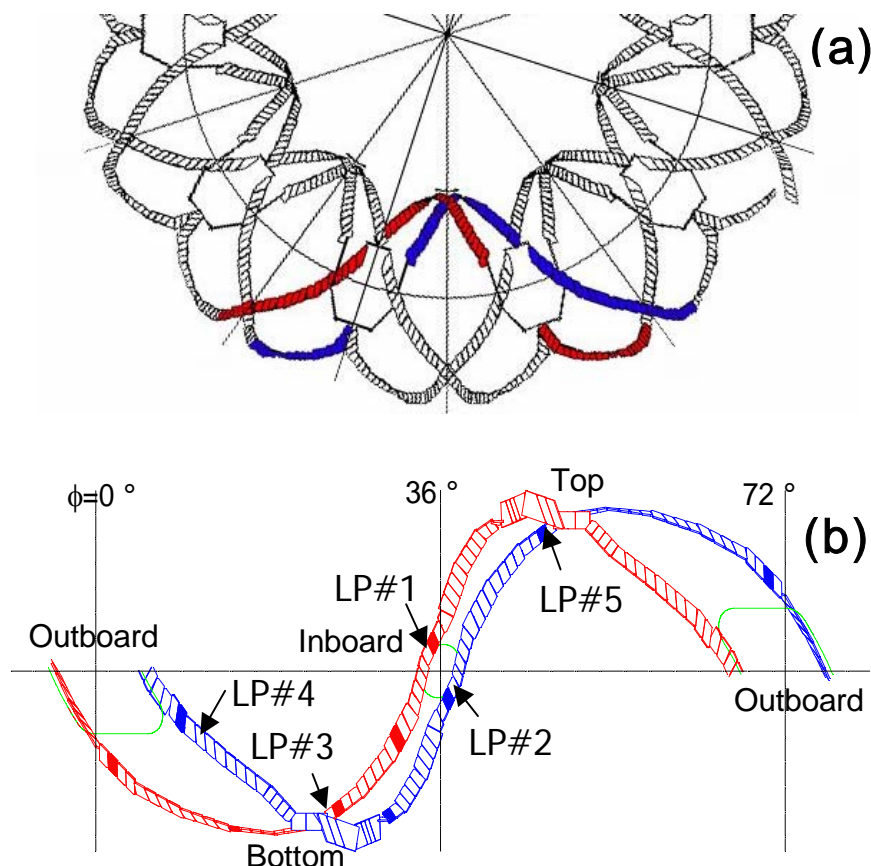 (a)
Top
ϕ=0 °
36 °
72 °
(b)
LP#1
LP#5
Outboard
Inboard
LP#4
Outboard
LP#3
LP#2
Bottom